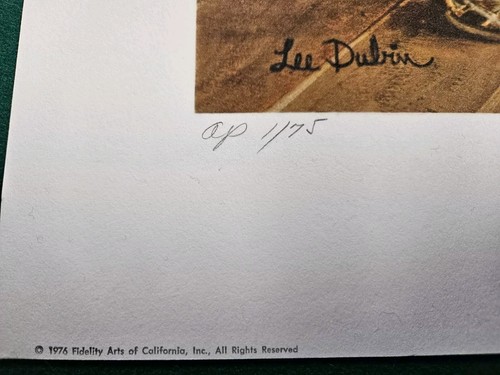 Lee Dubin
AP 1/75
© 1976 Fidelity Arts of California, Inc., All Rights Reserved